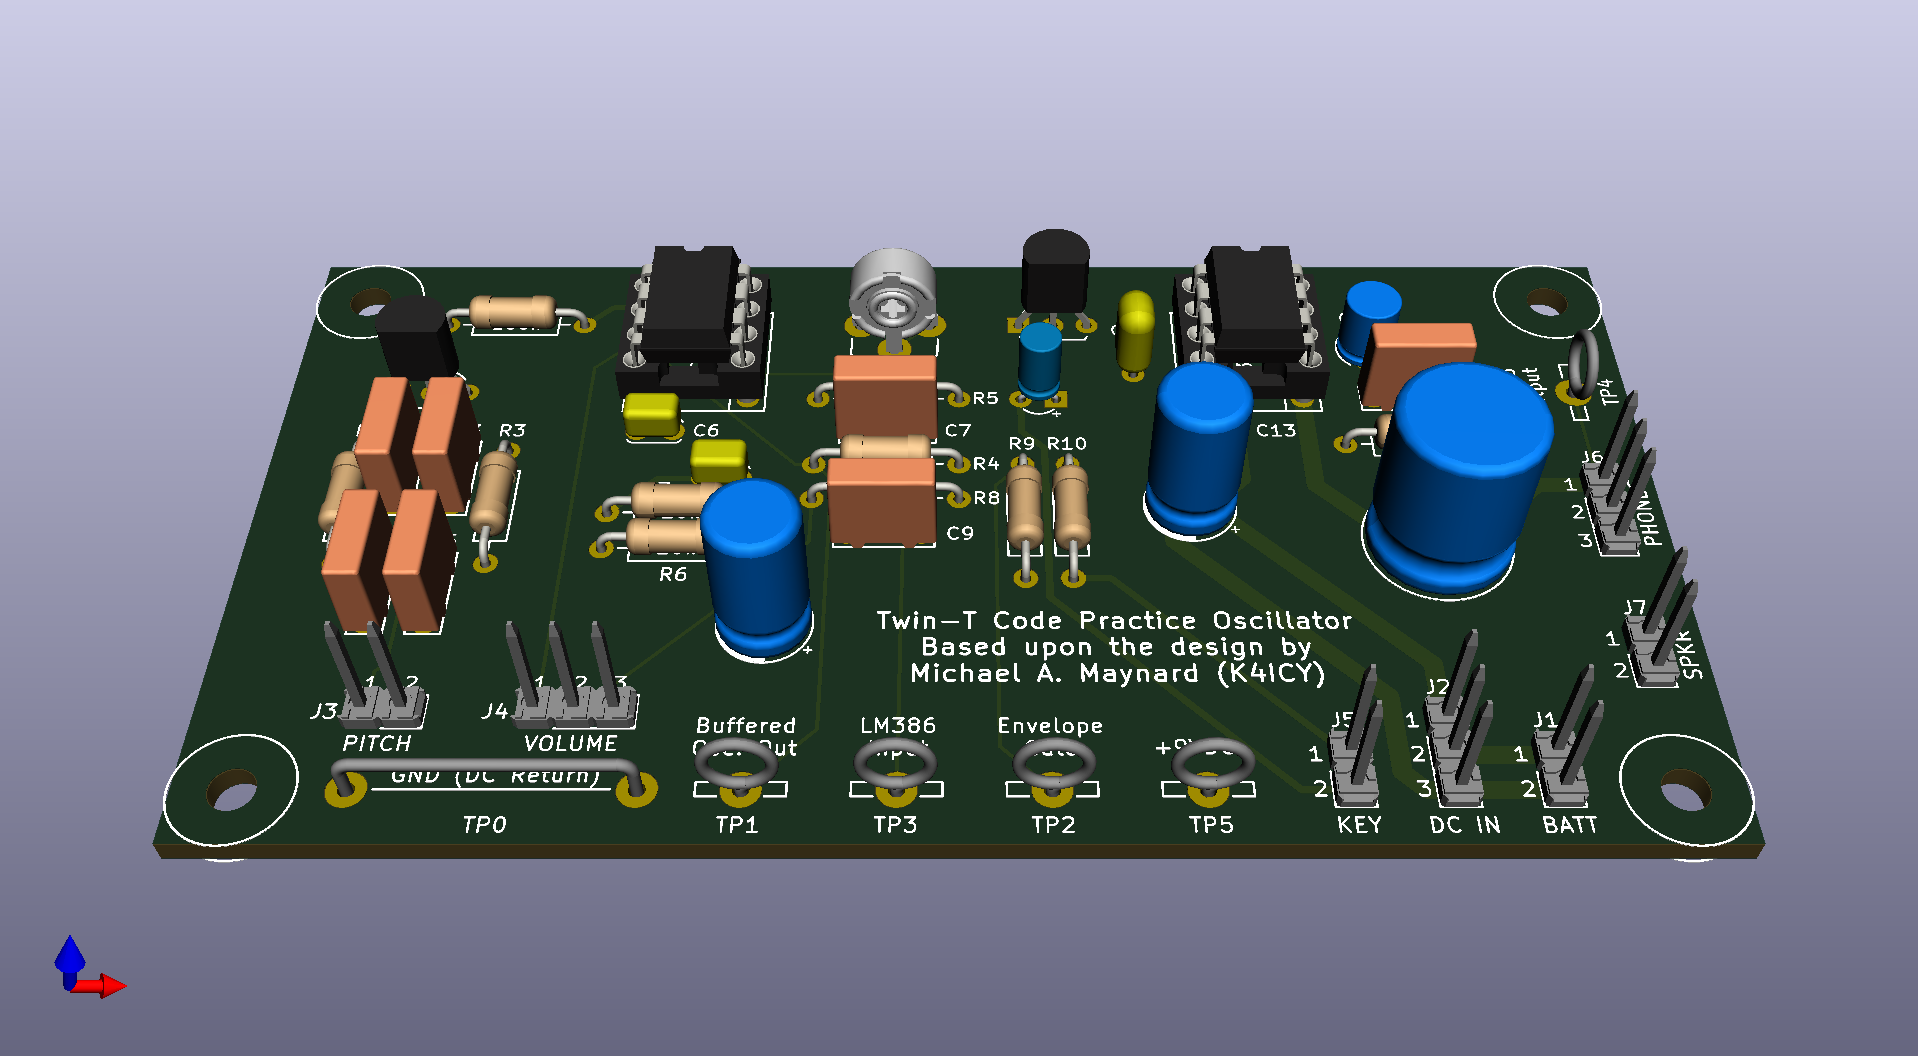 R3
C6
R5
C7
R4
R8
C9
R9 R10
C13
TP4
J6
1
2
3
R6
Twin-T Code Practice Oscillator
Based upon the design by
Michael A. Maynard (K4ICY)
J7
1
2
SPKR
J3
1 2
PITCH
J4
1 2 3
VOLUME
GND (DC Return)
TP0
Buffered
TP1
LM386
TP3
Envelope
TP2
TP5
J5
1
2
KEY
J2
1
2
3
DC IN
J1
1
2
BATT